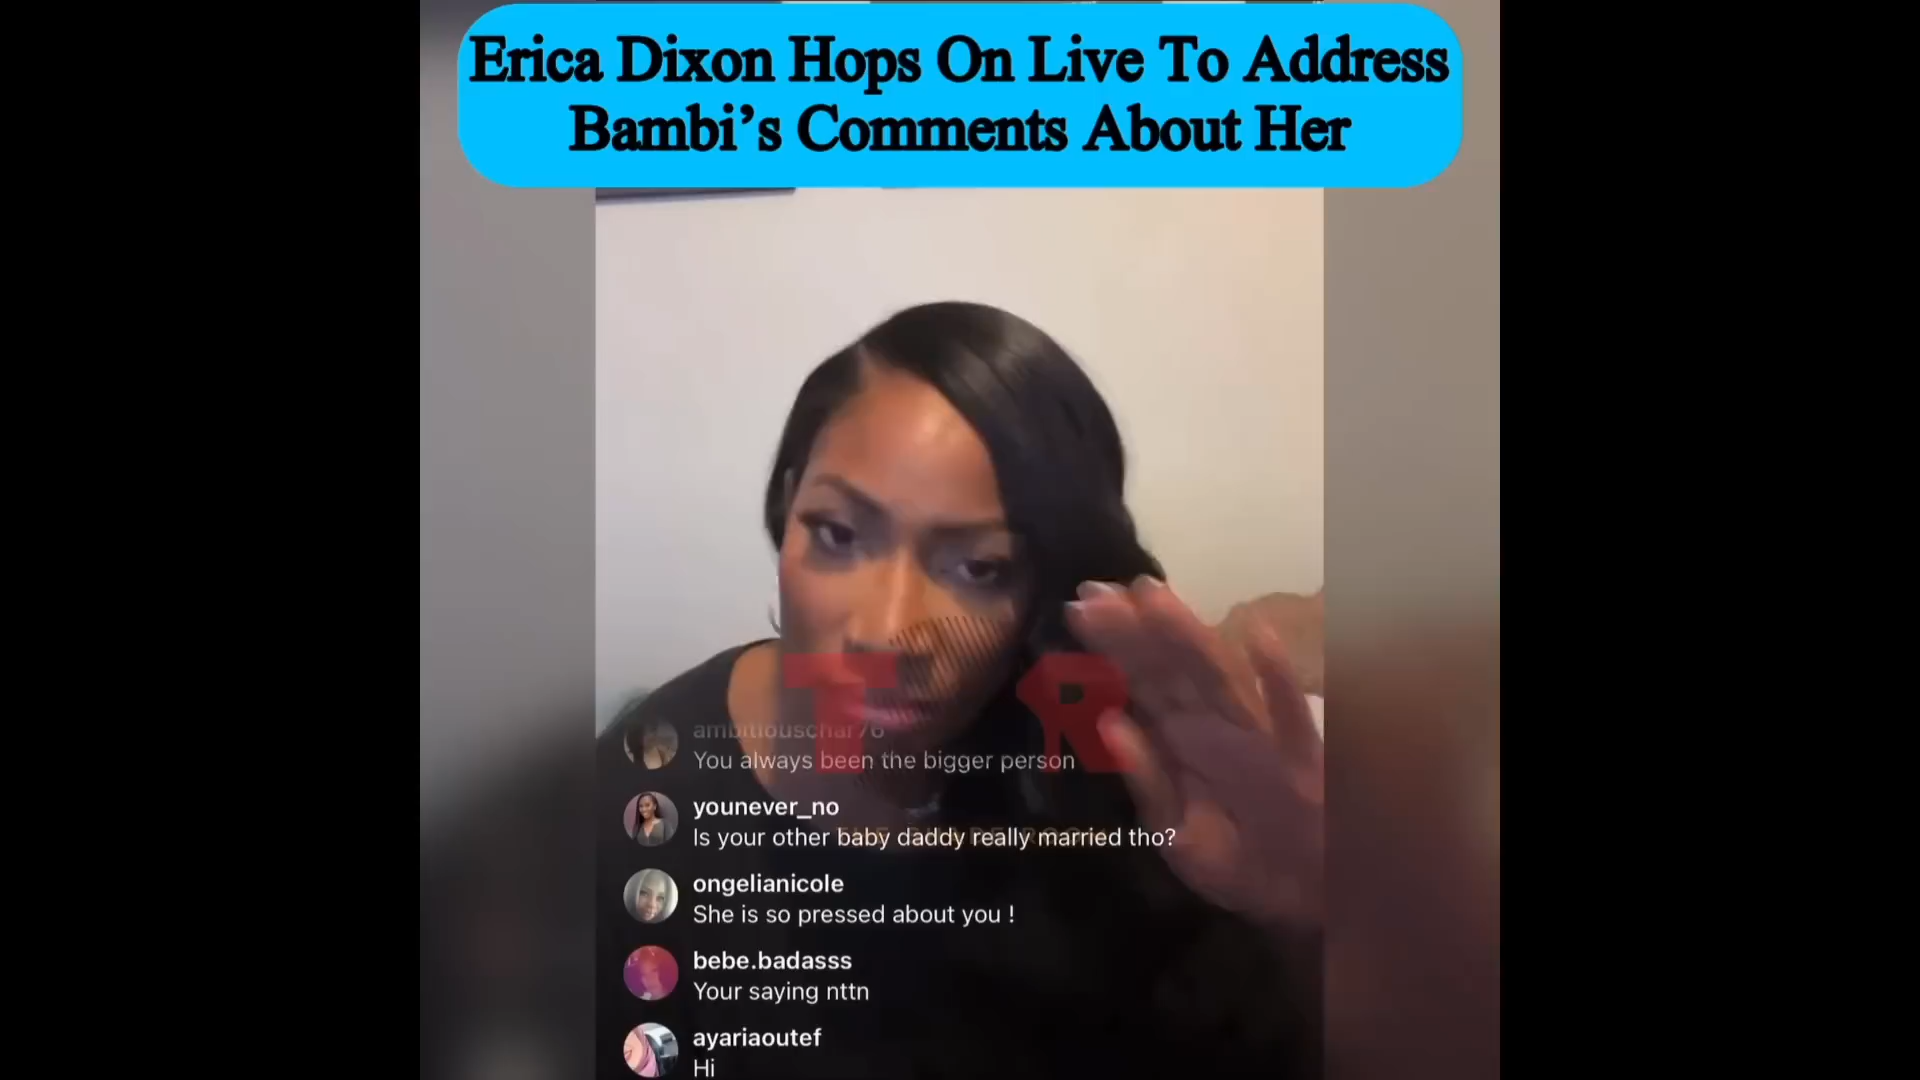 Erica Dixon Hops On Live To Address
Bambi's Comments About Her
T R
ambitiouschar76
You always been the bigger person
younever_no
Is your other baby daddy really married tho?
ongelianicole
She is so pressed about you !
bebe.badasss
Your saying nttn
ayariaoutef
Hi